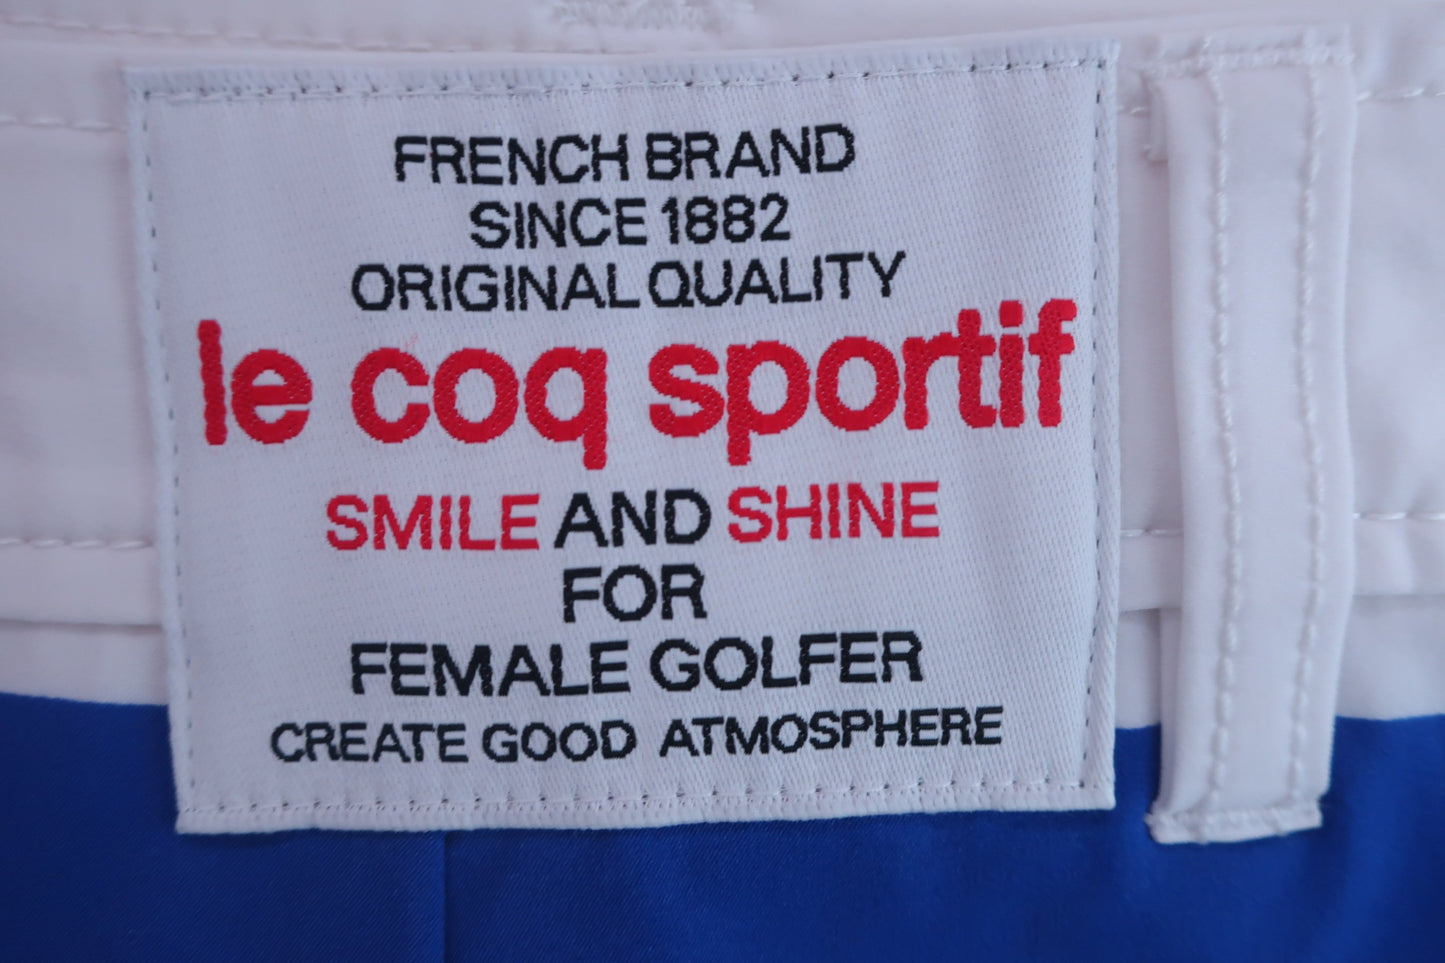 FRENCH BRAND
SINCE 1882
ORIGINAL QUALITY
le coq sportif
SMILE AND SHINE
FOR
FEMALE GOLFER
CREATE GOOD ATMOSPHERE